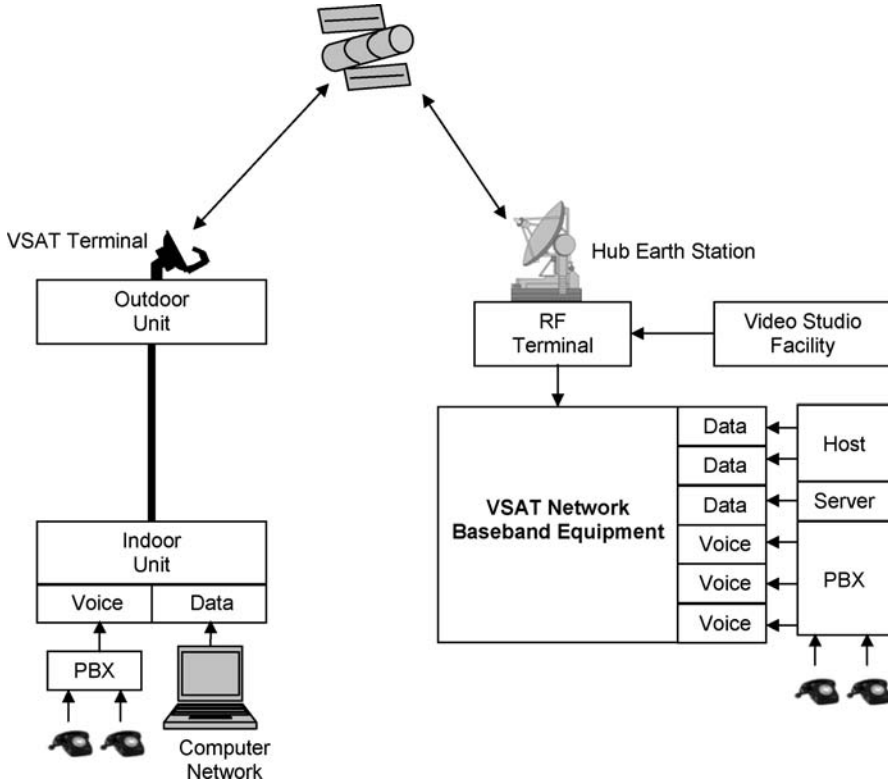 VSAT Terminal
Outdoor
Unit
Indoor
Unit
Voice
Data
PBX
Computer
Network
Hub Earth Station
RF
Terminal
Video Studio
Facility
VSAT Network
Baseband Equipment
Data
Data
Data
Voice
Voice
Voice
Host
Server
PBX